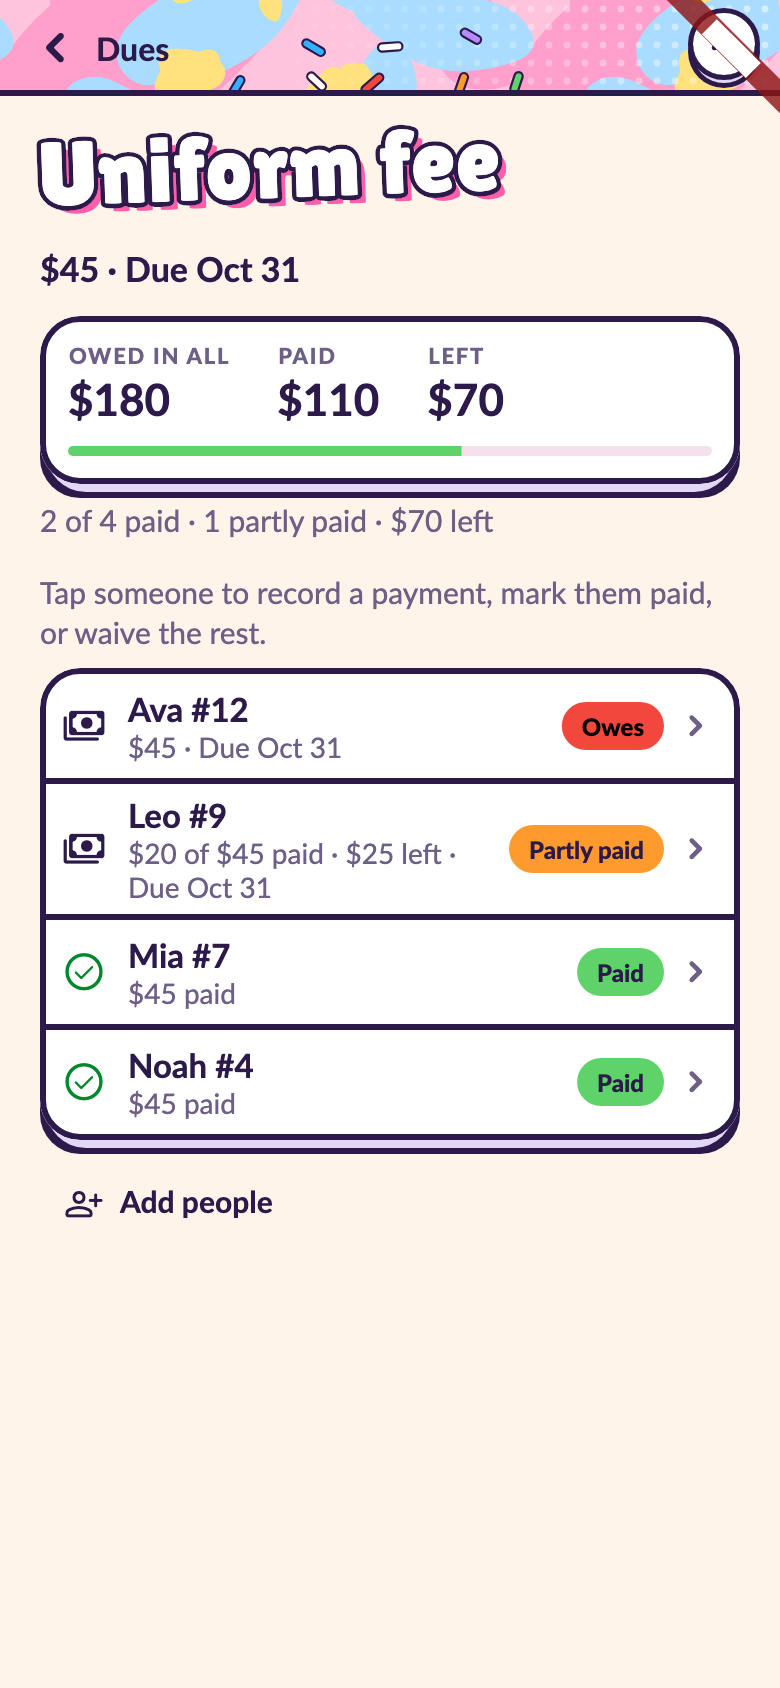 Dues
Uniform fee
$45 · Due Oct 31
OWED IN ALL PAID LEFT
$180 $110 $70
2 of 4 paid · 1 partly paid · $70 left
Tap someone to record a payment, mark them paid,
or waive the rest.
Ava #12
$45 · Due Oct 31
Owes
Leo #9
$20 of $45 paid · $25 left ·
Due Oct 31
Partly paid
Mia #7
$45 paid
Paid
Noah #4
$45 paid
Paid
Add people